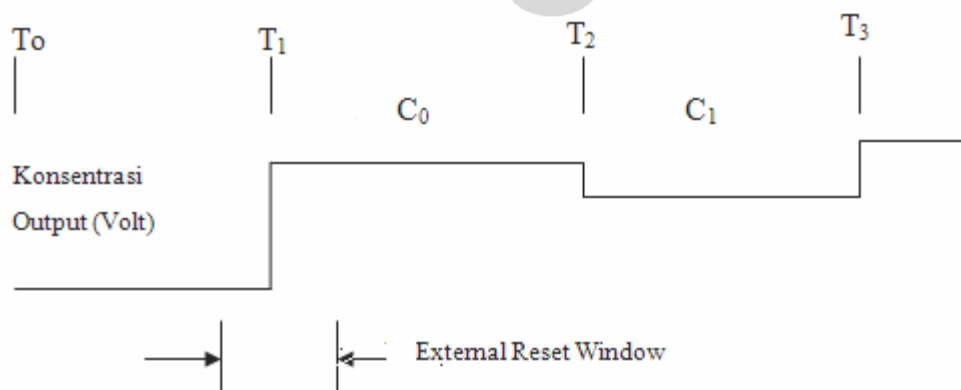 To
T₁
T₂
T₃
C₀
C₁
Konsentrasi
Output (Volt)
External Reset Window